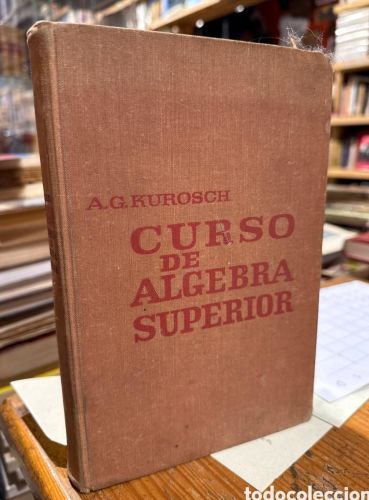 A.G. KUROSCH
CURSO
DE
ALGEBRA
SUPERIOR
todocoleccion